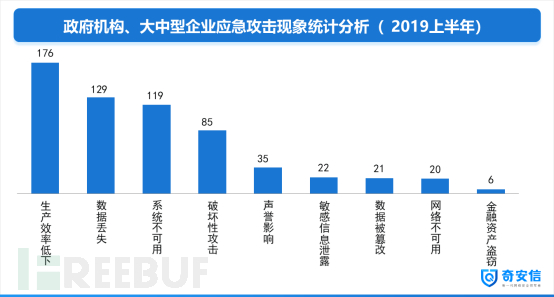 政府机构、大中型企业应急攻击现象统计分析（ 2019上半年）
176
129
119
85
35
22
21
20
6
生产效率低下
数据丢失
系统不可用
破坏性攻击
声誉影响
敏感信息泄露
数据被篡改
网络不可用
金融资产盗窃
FREEBUF
奇安信